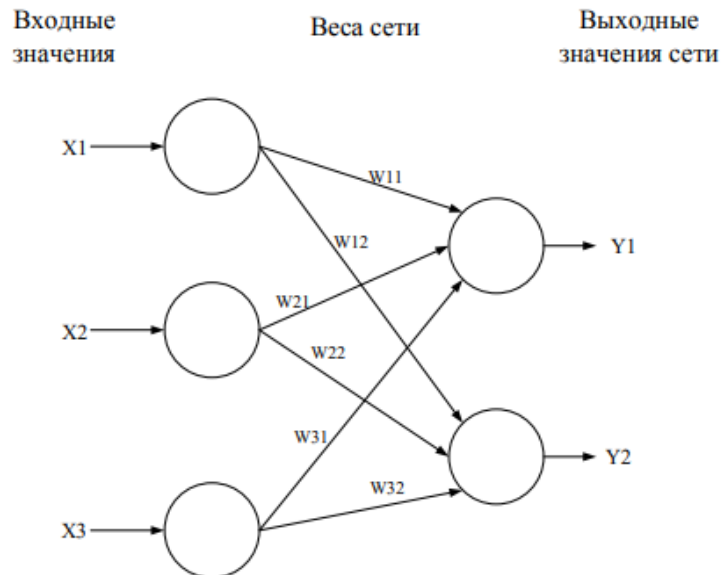 Входные
значения
Веса сети
Выходные
значения сети
X1
W11
W12
Y1
W21
X2
W22
W31
Y2
W32
X3